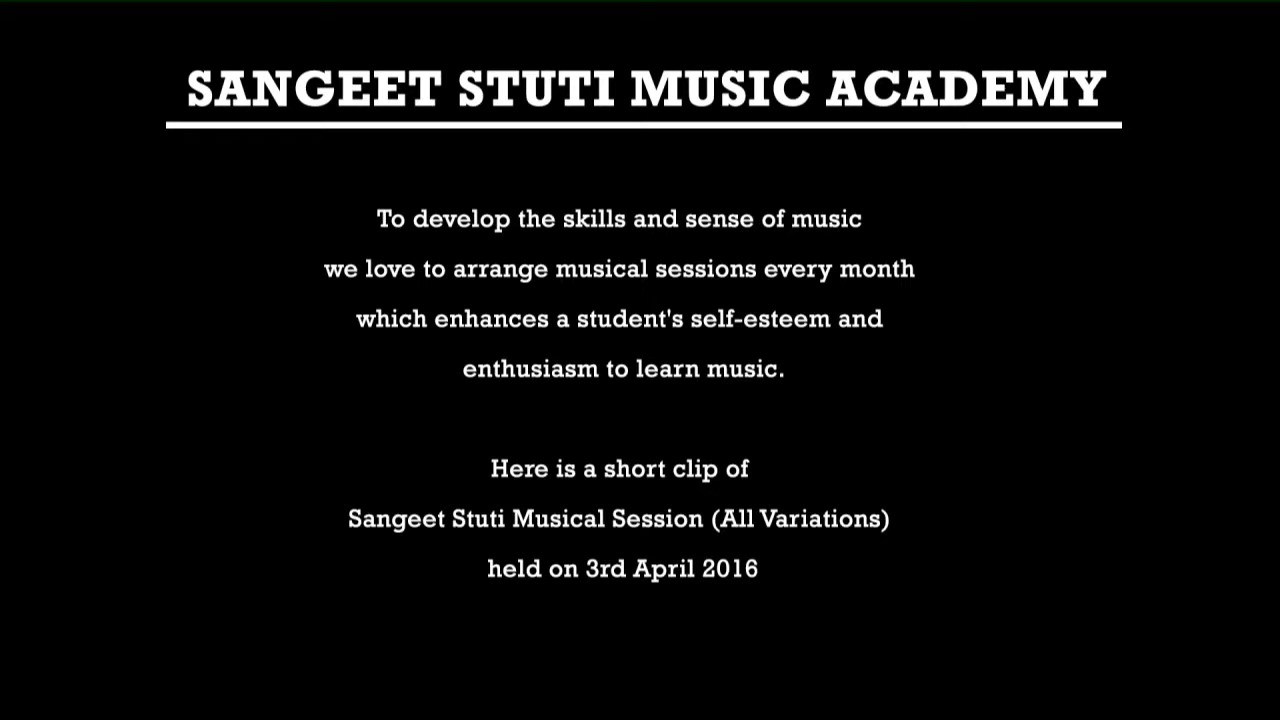 SANGEET STUTI MUSIC ACADEMY
To develop the skills and sense of music
we love to arrange musical sessions every month
which enhances a student's self-esteem and
enthusiasm to learn music.
Here is a short clip of
Sangeet Stuti Musical Session (All Variations)
held on 3rd April 2016